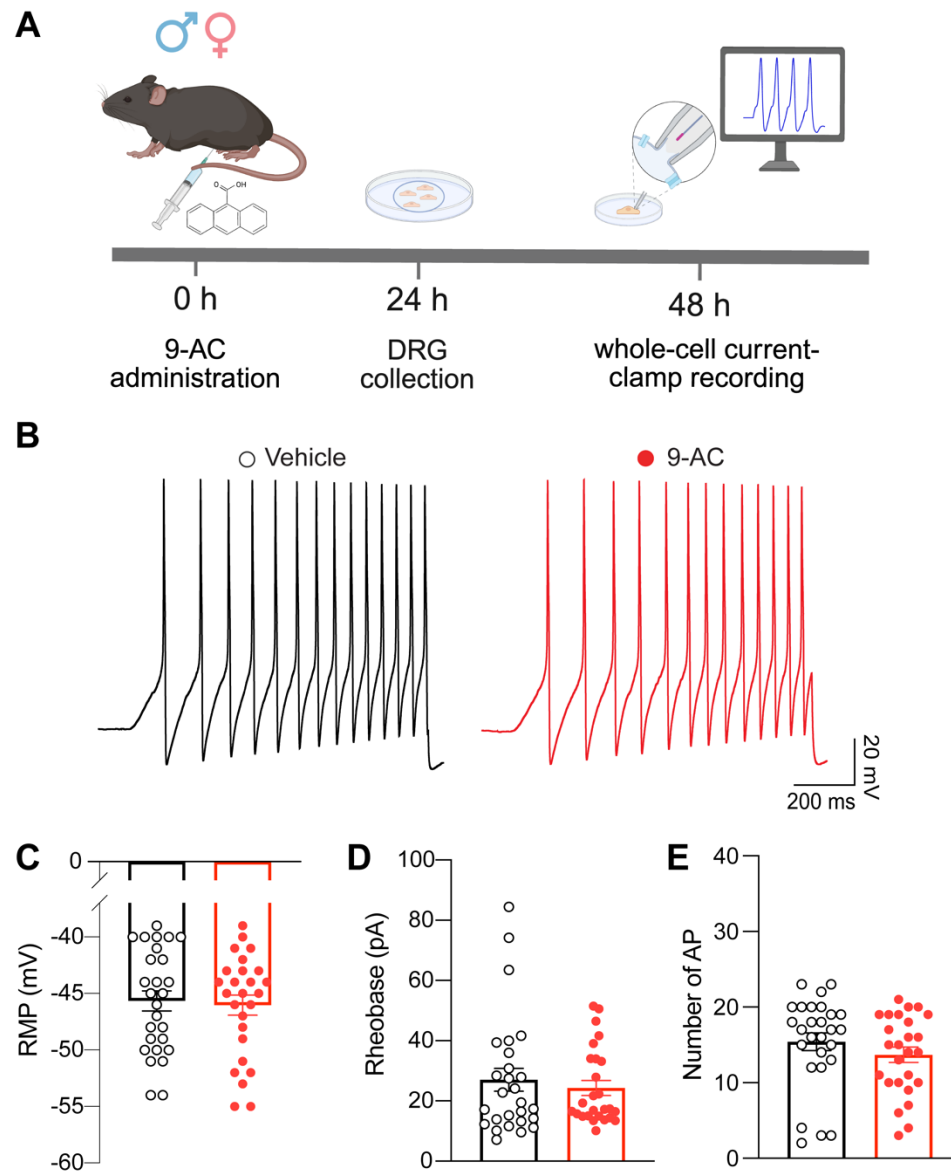 A
O
OH
0 h
24 h
48 h
9-AC
administration
DRG
collection
whole-cell current-
clamp recording
B
Vehicle
9-AC
20 mV
200 ms
C
0
-40
-45
-50
-55
-60
RMP (mV)
D
100
80
60
40
20
0
Rheobase (pA)
E
40
30
20
10
0
Number of AP